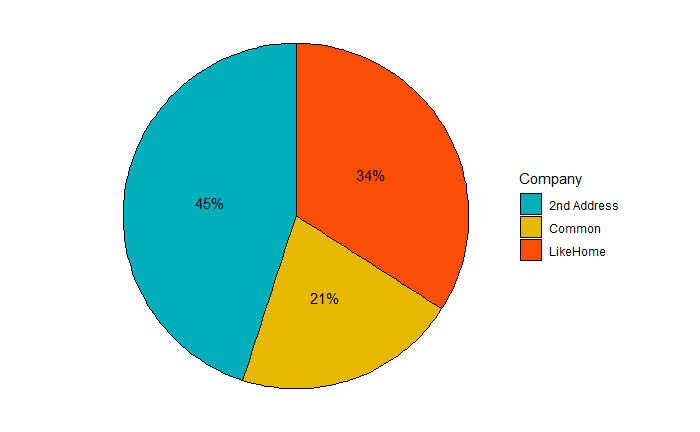 34%
45%
21%
Company
2nd Address
Common
LikeHome